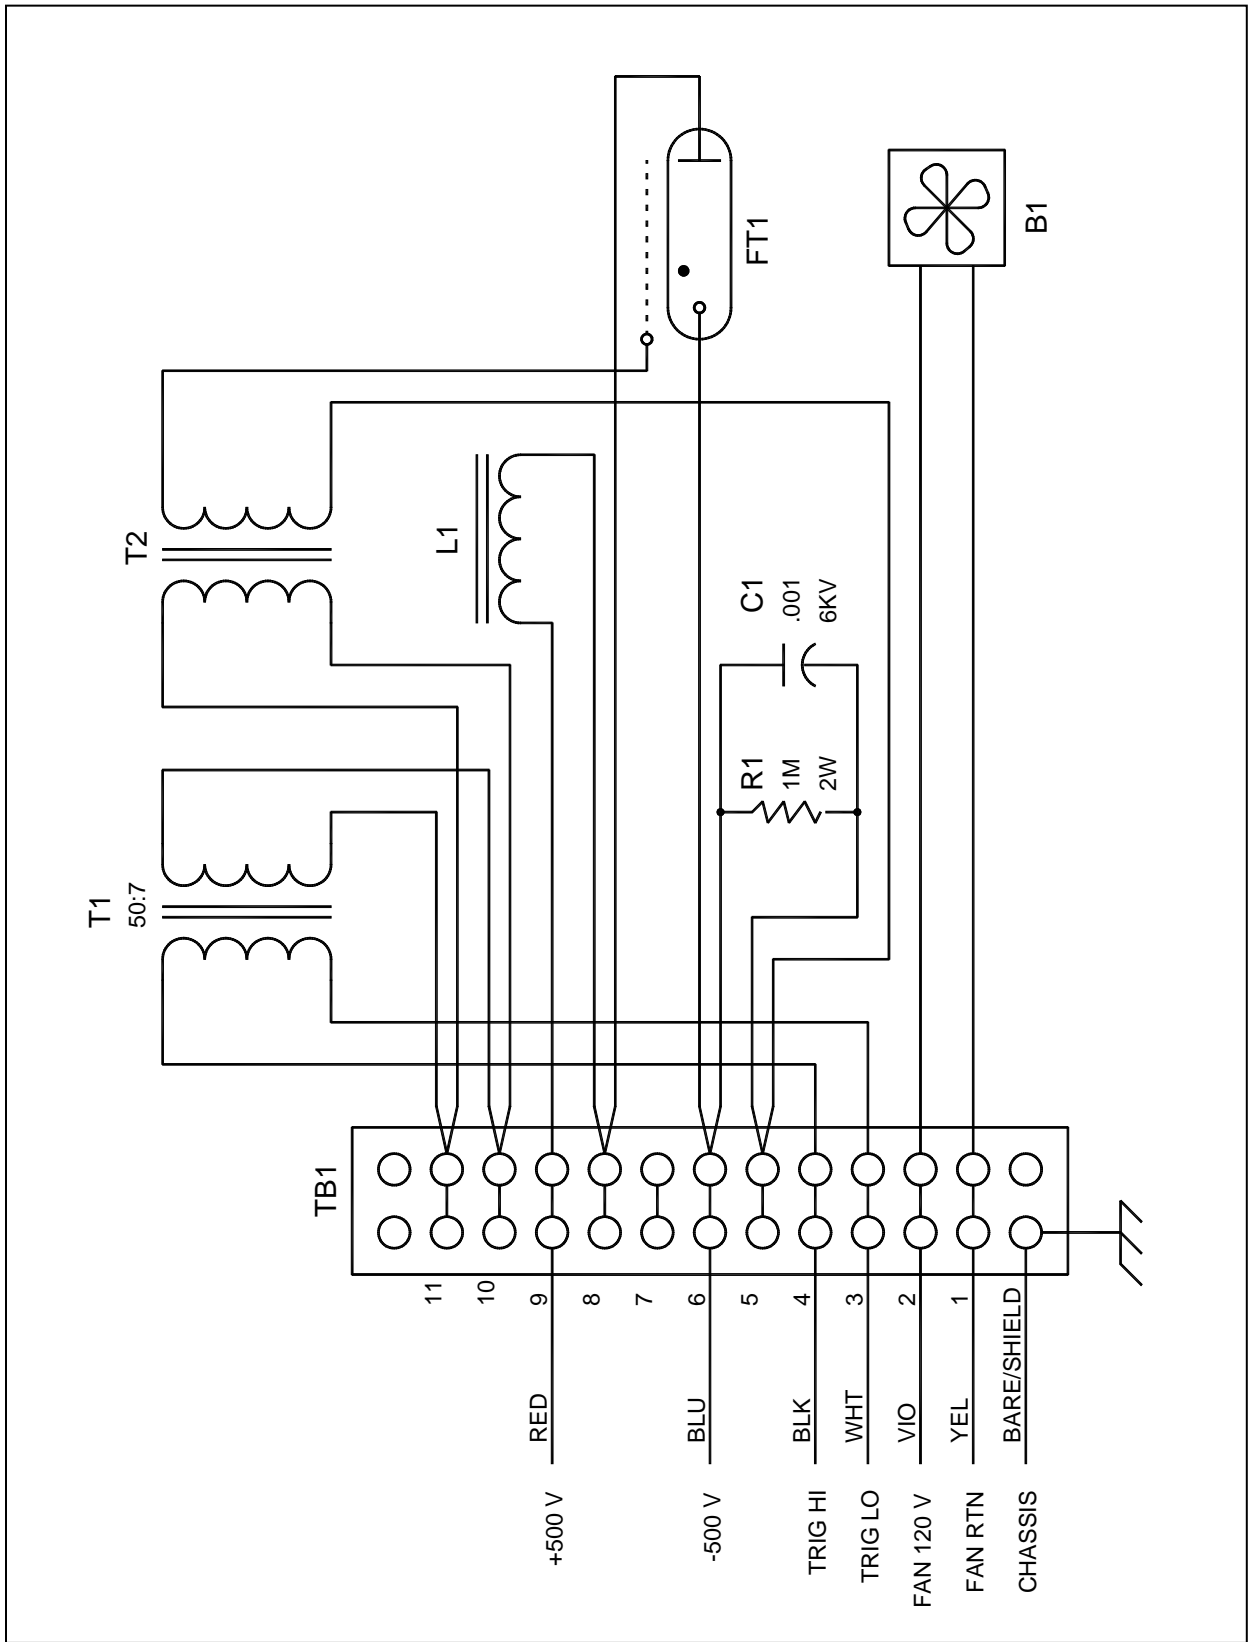 T1
50:7
T2
L1
FT1
B1
C1
.001
6KV
R1
1M
2W
TB1
11
10
9
8
7
6
5
4
3
2
1
+500 V
RED
-500 V
BLU
TRIG HI
BLK
TRIG LO
WHT
FAN 120 V
VIO
FAN RTN
YEL
CHASSIS
BARE/SHIELD